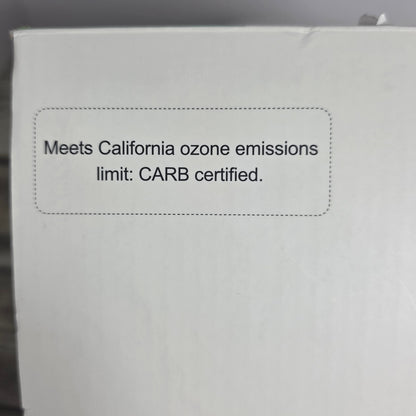 Meets California ozone emissions
limit: CARB certified.